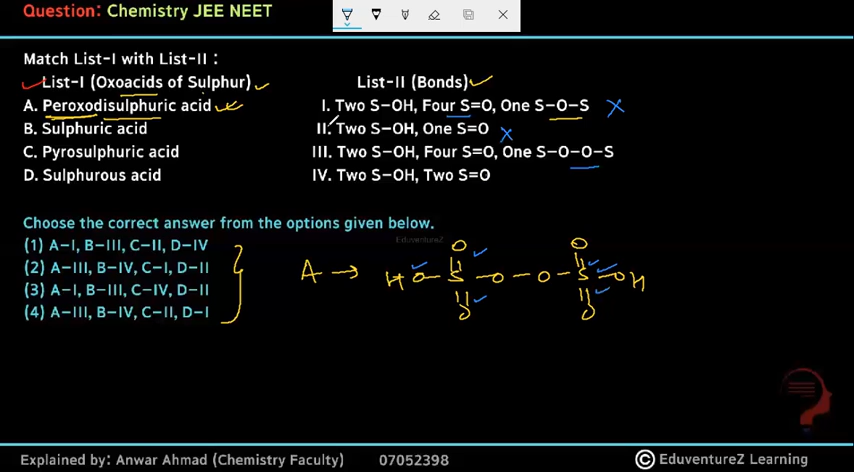 Question: Chemistry JEE NEET
Match List-I with List-II :
List-I (Oxoacids of Sulphur) List-II (Bonds)
A. Peroxodisulphuric acid I. Two S-OH, Four S=O, One S-O-S
B. Sulphuric acid II. Two S-OH, One S=O
C. Pyrosulphuric acid III. Two S-OH, Four S=O, One S-O-O-S
D. Sulphurous acid IV. Two S-OH, Two S=O
Choose the correct answer from the options given below.
EduventureZ
(1) A-I, B-III, C-II, D-IV
(2) A-III, B-IV, C-I, D-II
(3) A-I, B-III, C-IV, D-II
(4) A-III, B-IV, C-II, D-I
O O
A → HO-S-O-O-S-OH
O O
Explained by: Anwar Ahmad (Chemistry Faculty) 07052398 © EduventureZ Learning